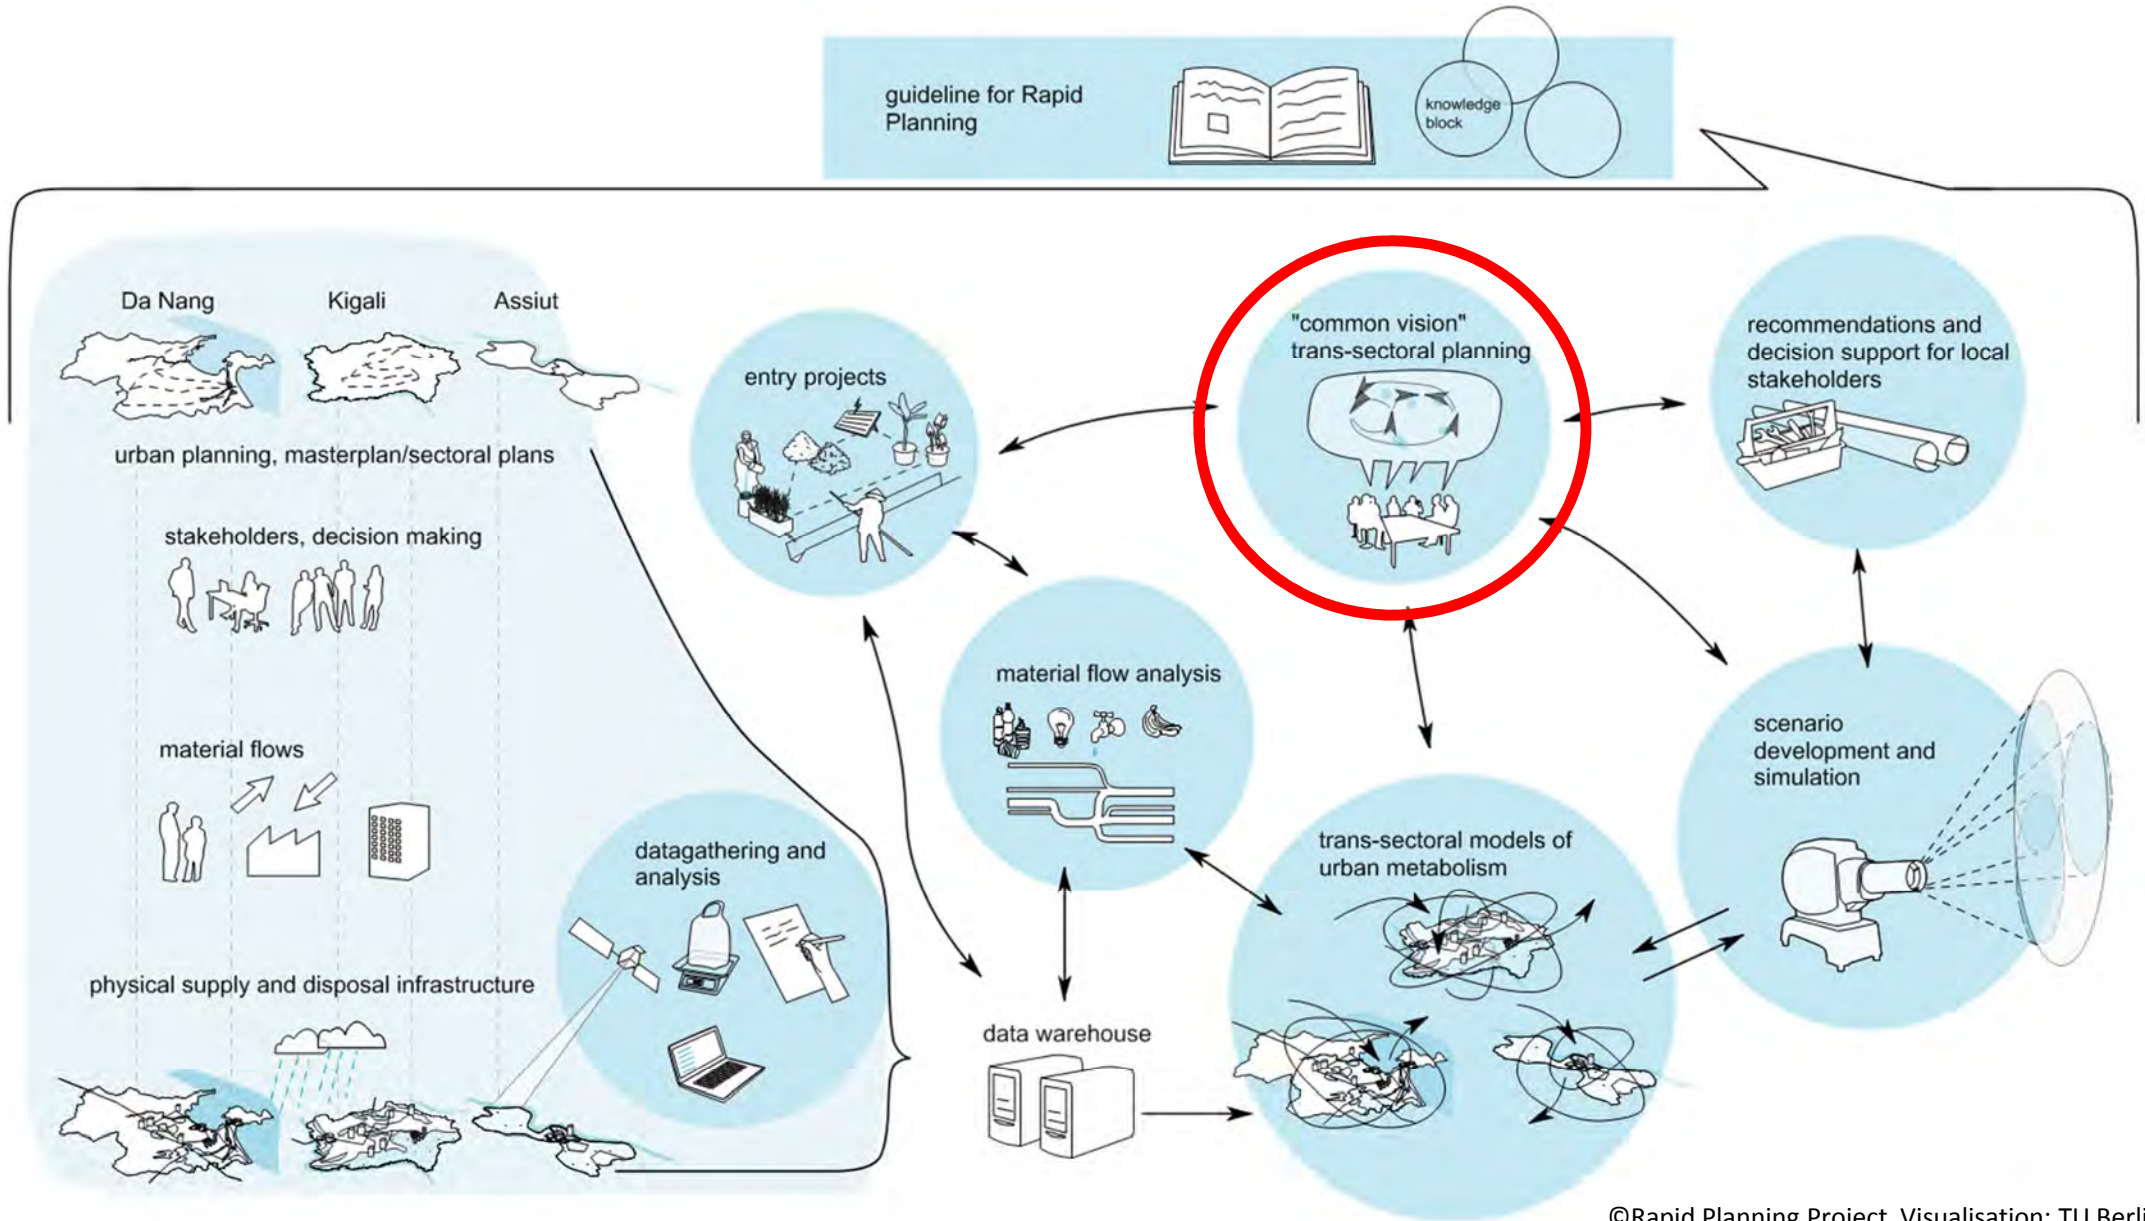 guideline for Rapid
Planning
knowledge
block
Da Nang
Kigali
Assiut
urban planning, masterplan/sectoral plans
stakeholders, decision making
material flows
physical supply and disposal infrastructure
datagathering and
analysis
entry projects
material flow analysis
data warehouse
"common vision"
trans-sectoral planning
trans-sectoral models of
urban metabolism
recommendations and
decision support for local
stakeholders
scenario
development and
simulation
©Rapid Planning Project, Visualisation: TU Berli